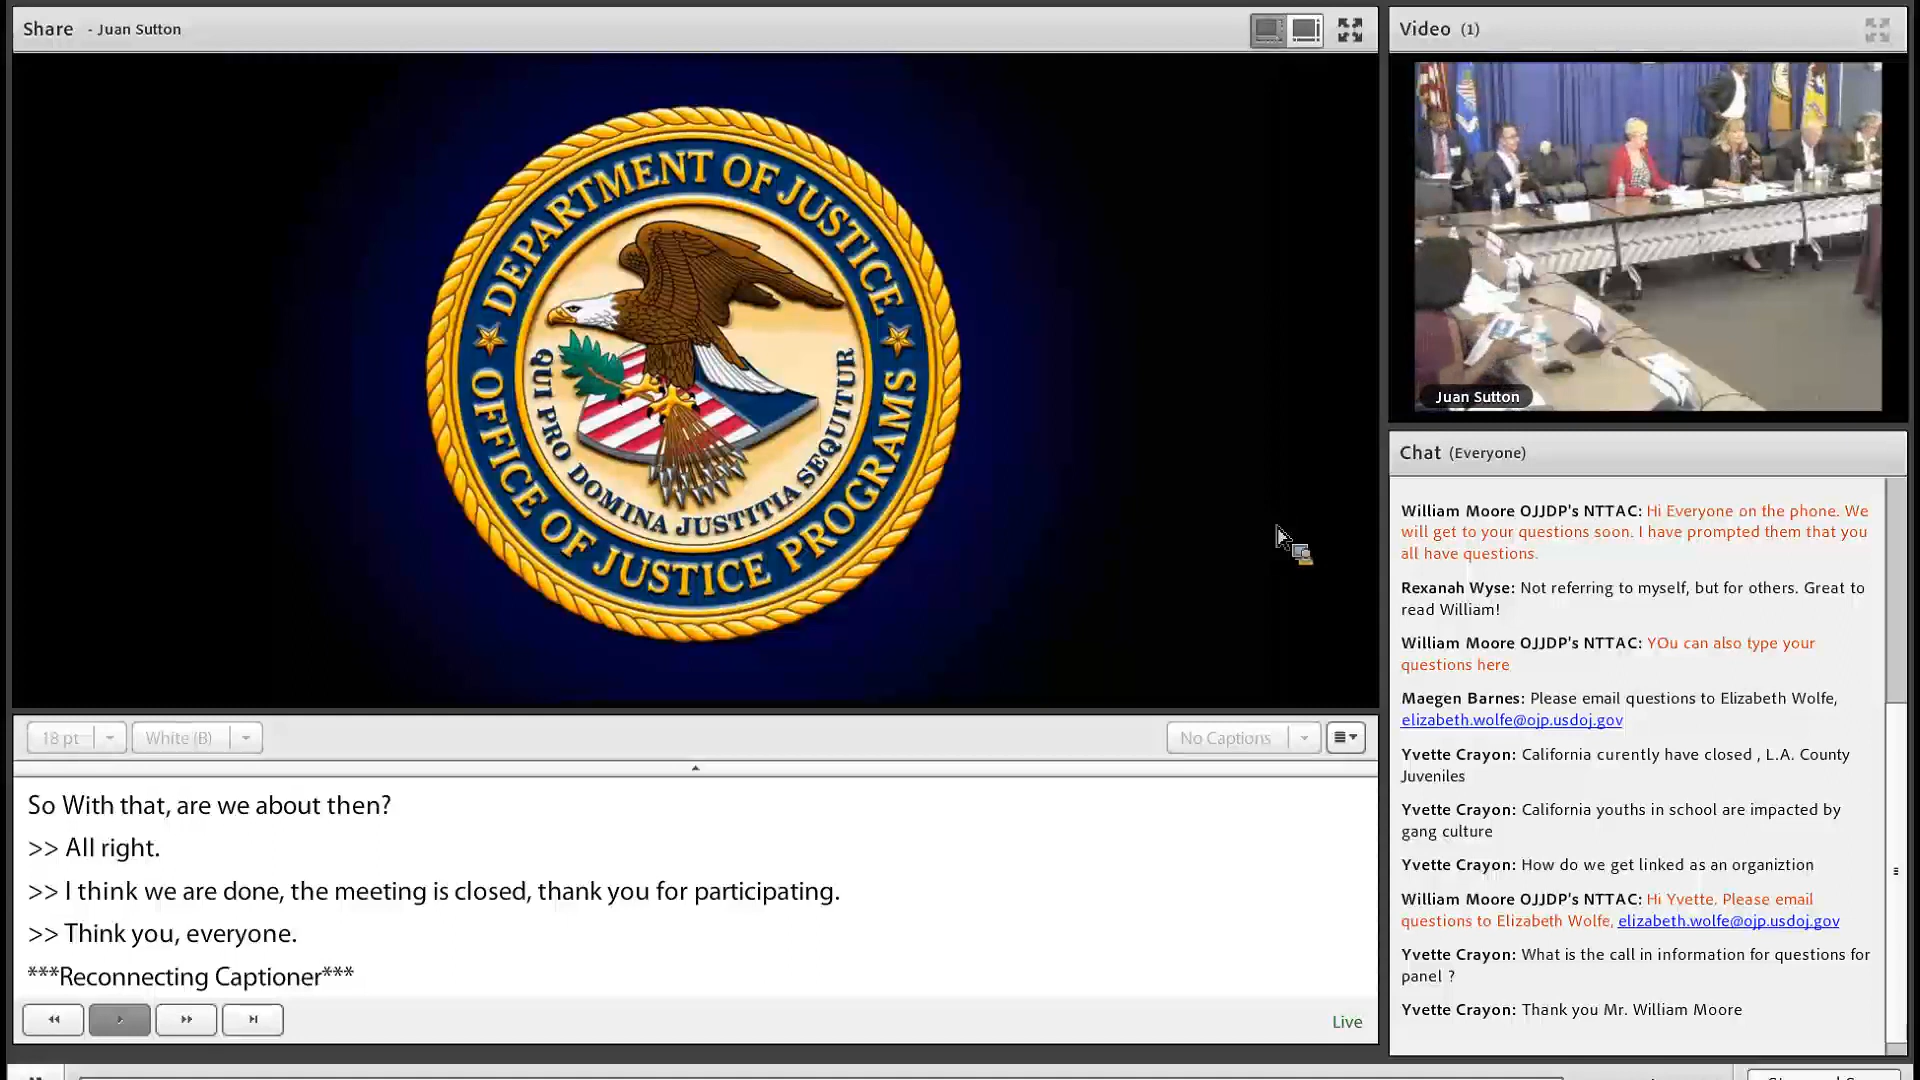 Share - Juan Sutton
DEPARTMENT OF JUSTICE
OFFICE OF JUSTICE PROGRAMS
QUI PRO DOMINA JUSTITIA SEQUITUR
18 pt
White (B)
No Captions
So With that, are we about then?
>> All right.
>> I think we are done, the meeting is closed, thank you for participating.
>> Think you, everyone.
***Reconnecting Captioner***
Live
Video (1)
Juan Sutton
Chat (Everyone)
William Moore OJJDP's NTTAC: Hi Everyone on the phone. We
will get to your questions soon. I have prompted them that you
all have questions.
Rexanah Wyse: Not referring to myself, but for others. Great to
read William!
William Moore OJJDP's NTTAC: YOu can also type your
questions here
Maegen Barnes: Please email questions to Elizabeth Wolfe,
elizabeth.wolfe@ojp.usdoj.gov
Yvette Crayon: California curently have closed , L.A. County
Juveniles
Yvette Crayon: California youths in school are impacted by
gang culture
Yvette Crayon: How do we get linked as an organiztion
William Moore OJJDP's NTTAC: Hi Yvette. Please email
questions to Elizabeth Wolfe, elizabeth.wolfe@ojp.usdoj.gov
Yvette Crayon: What is the call in information for questions for
panel ?
Yvette Crayon: Thank you Mr. William Moore